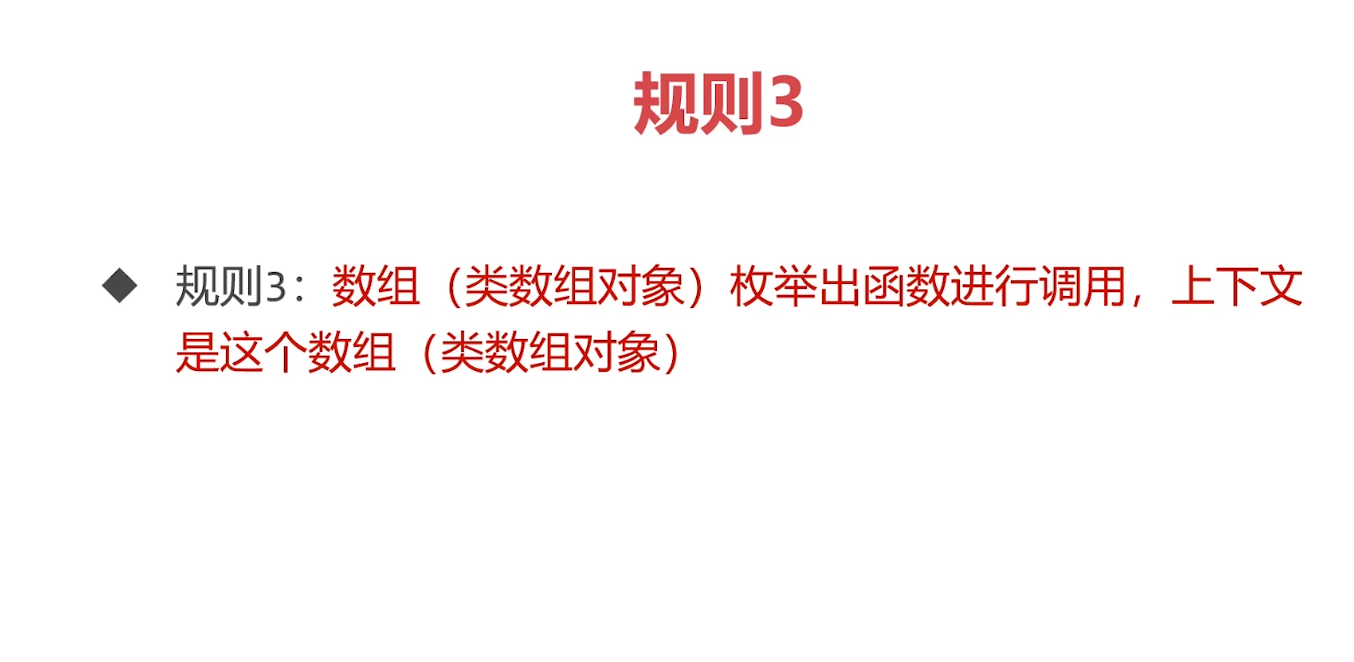 规则3
◆ 规则3：数组（类数组对象）枚举出函数进行调用，上下文
是这个数组（类数组对象）